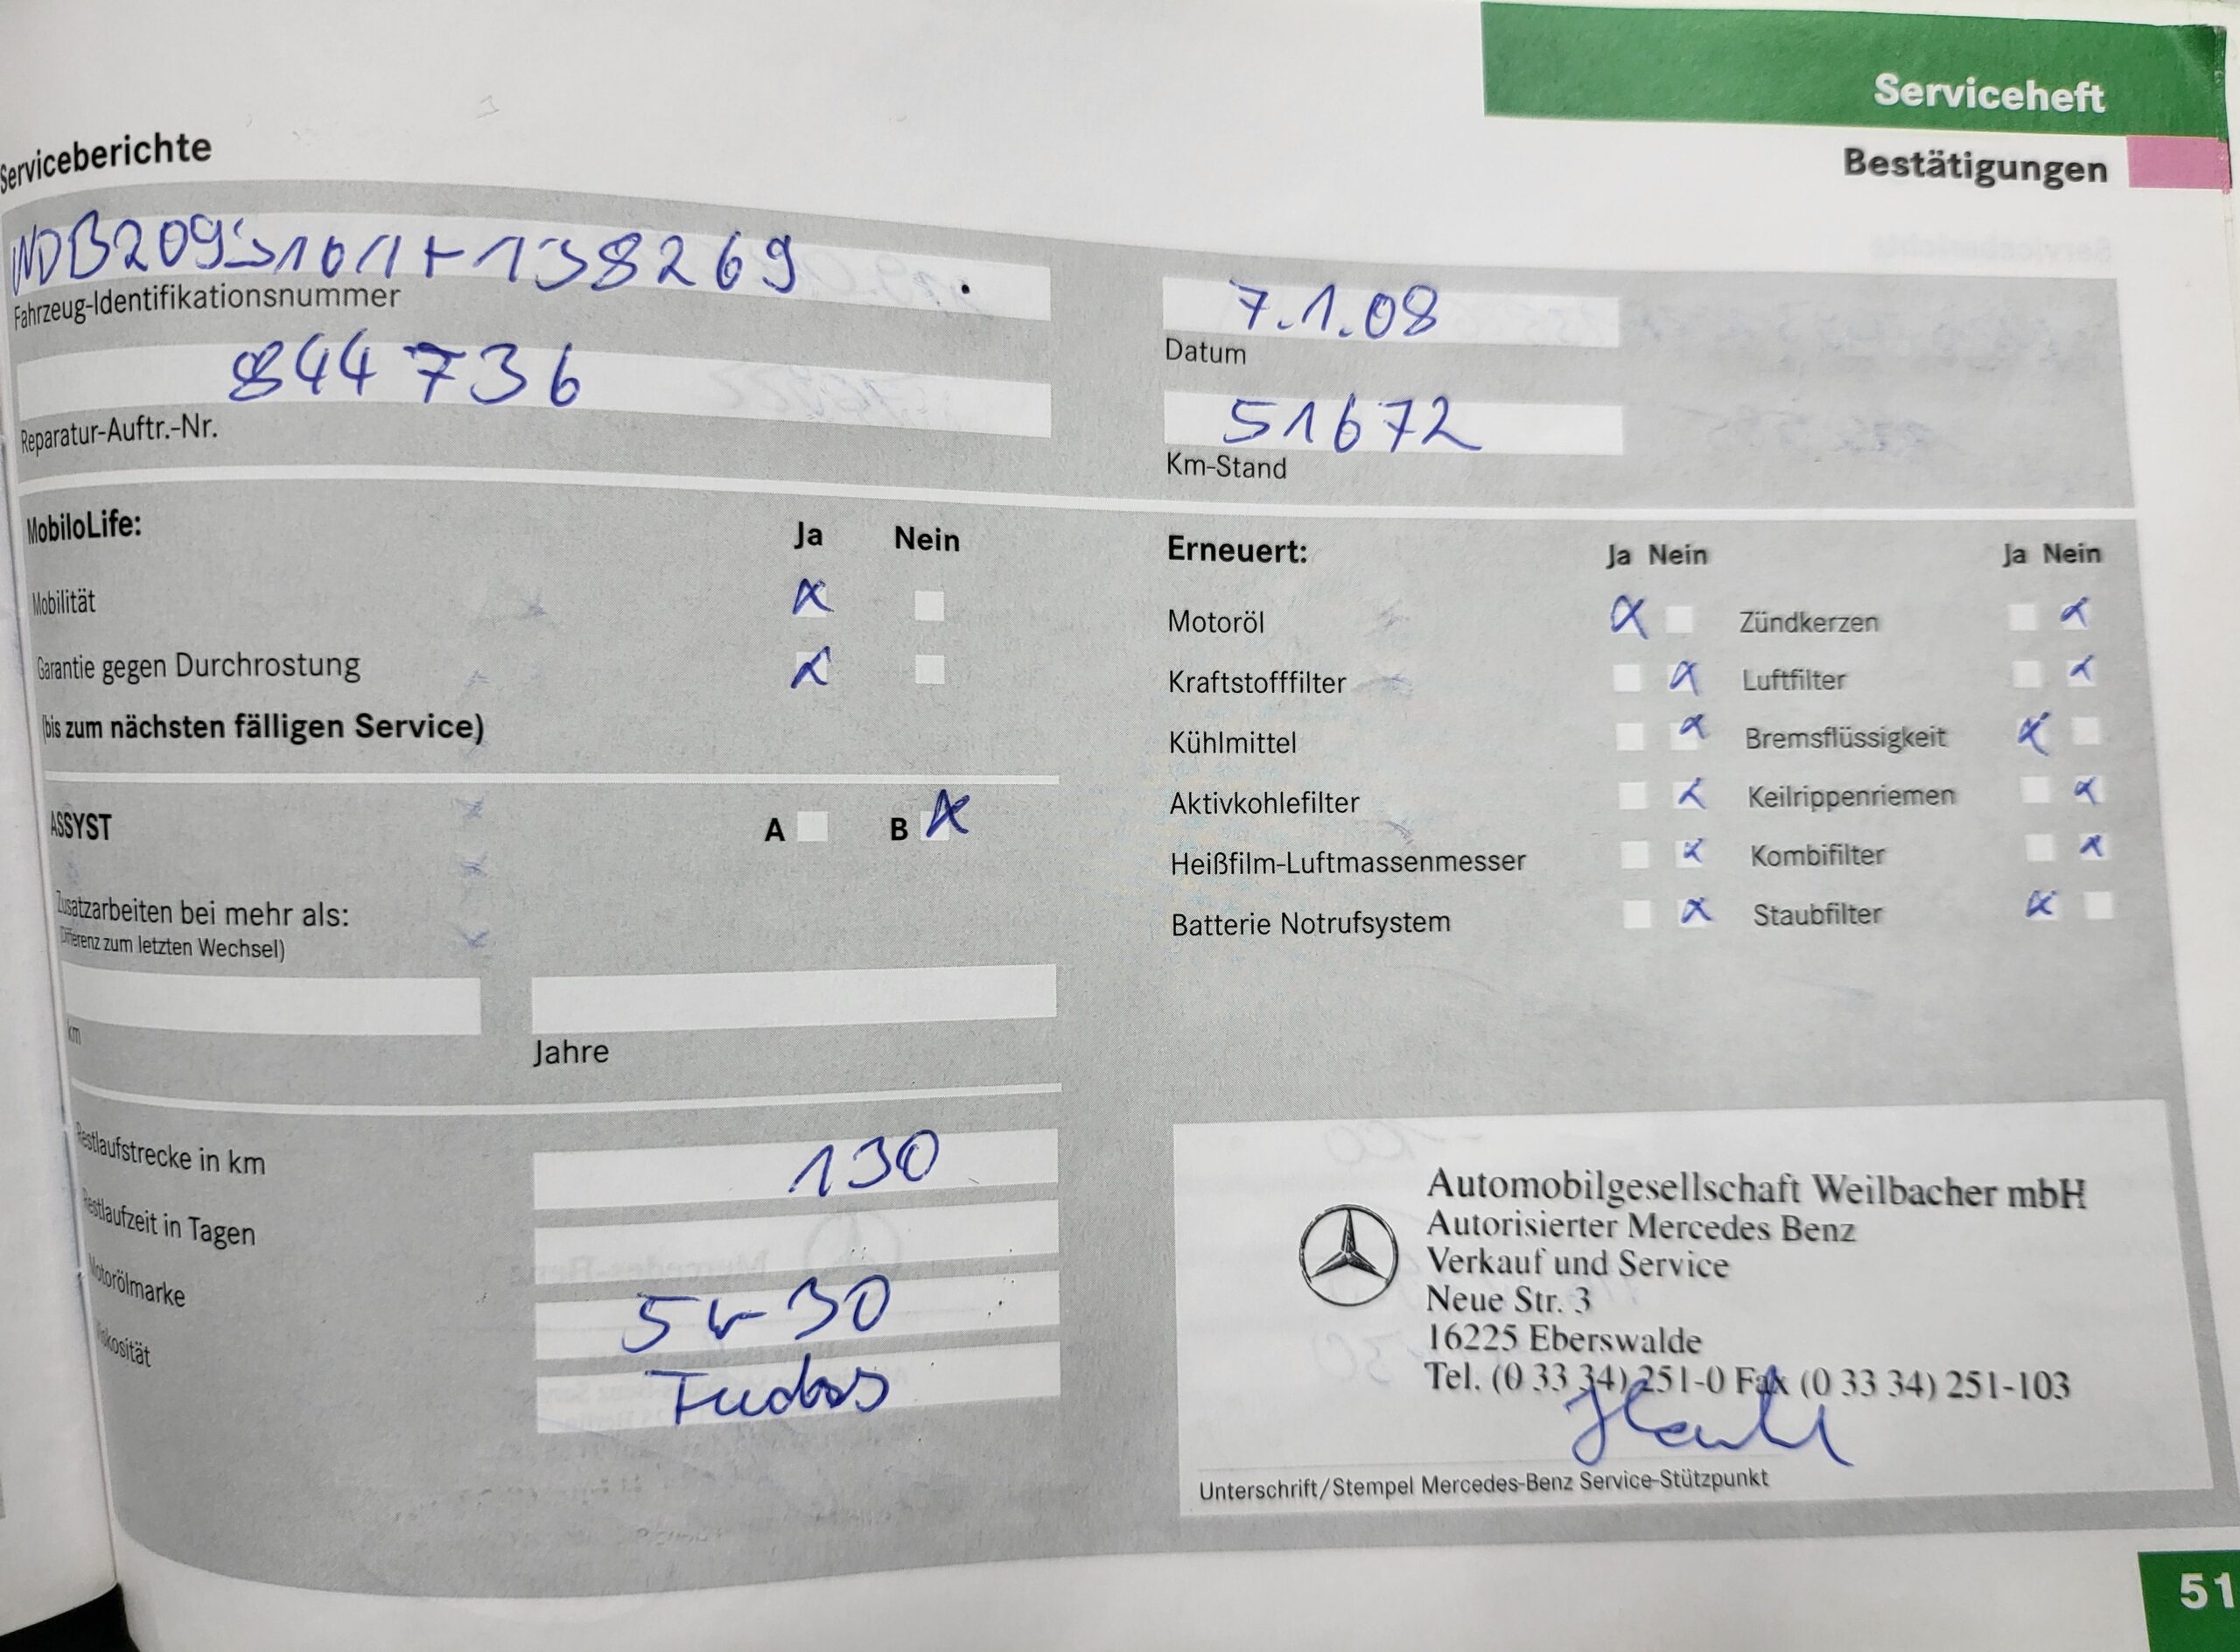 Serviceheft
Bestätigungen
Serviceberichte
Fahrzeug-Identifikationsnummer
7.1.08
Datum
844736
Reparatur-Auftr.-Nr.
51672
Km-Stand
MobiloLife:
Ja Nein
Mobilität
Garantie gegen Durchrostung
(bis zum nächsten fälligen Service)
ASSYST
A B
Zusatzarbeiten bei mehr als:
(Differenz zum letzten Wechsel)
km
Jahre
Restlaufstrecke in km 130
Restlaufzeit in Tagen
Motorölmarke 5w-30
Viskosität Fuchs
Erneuert: Ja Nein Ja Nein
Motoröl Zündkerzen
Kraftstofffilter Luftfilter
Kühlmittel Bremsflüssigkeit
Aktivkohlefilter Keilrippenriemen
Heißfilm-Luftmassenmesser Kombifilter
Batterie Notrufsystem Staubfilter
Automobilgesellschaft Weilbacher mbH
Autorisierter Mercedes Benz
Verkauf und Service
Neue Str. 3
16225 Eberswalde
Tel. (0 33 34) 251-0 Fax (0 33 34) 251-103
Unterschrift/Stempel Mercedes-Benz Service-Stützpunkt
51